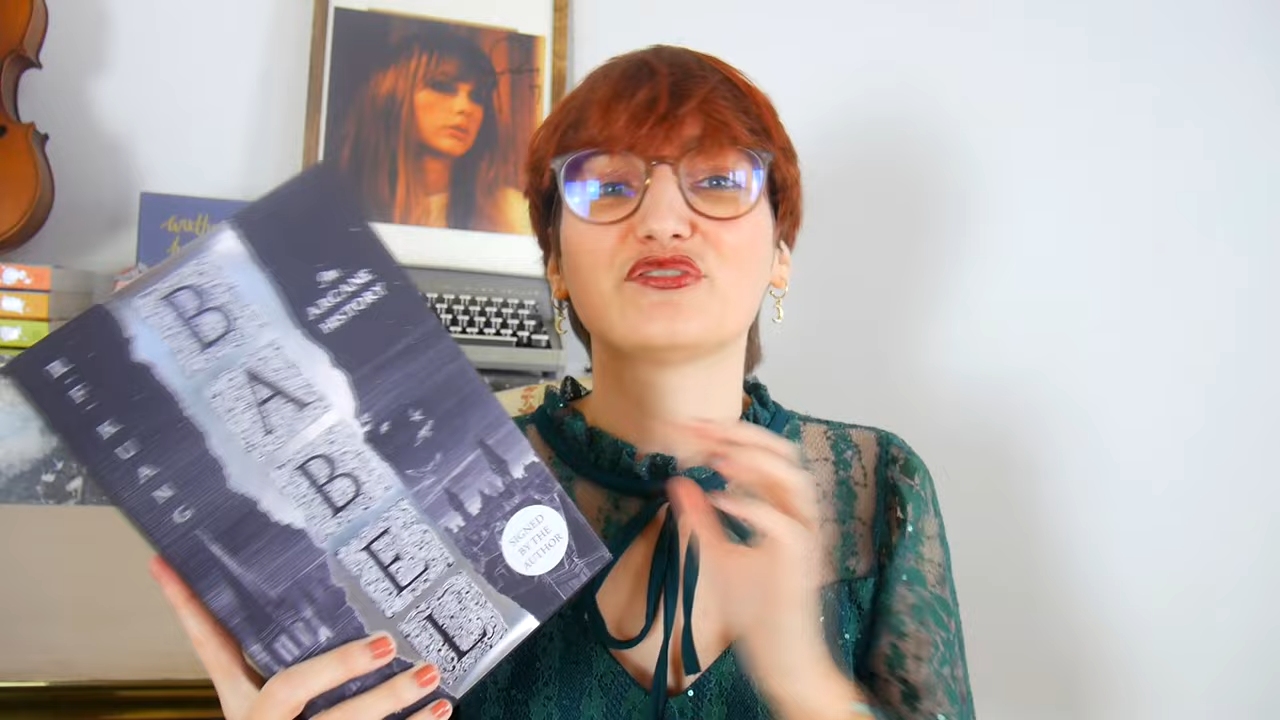 BABEL
AN
ARCANE
HISTORY
R.F. KUANG
SIGNED
BY THE
AUTHOR